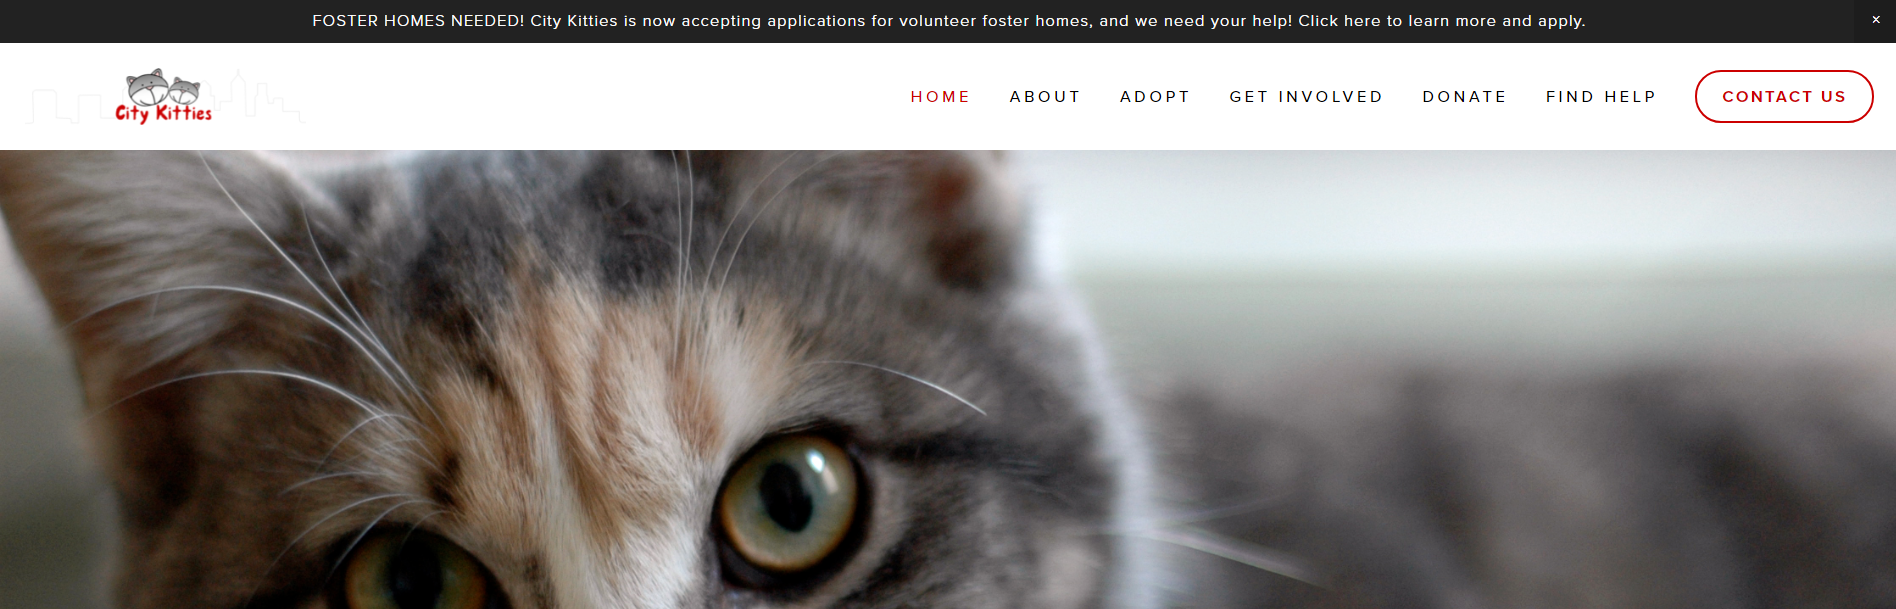 FOSTER HOMES NEEDED! City Kitties is now accepting applications for volunteer foster homes, and we need your help! Click here to learn more and apply.
City Kitties
HOME ABOUT ADOPT GET INVOLVED DONATE FIND HELP CONTACT US